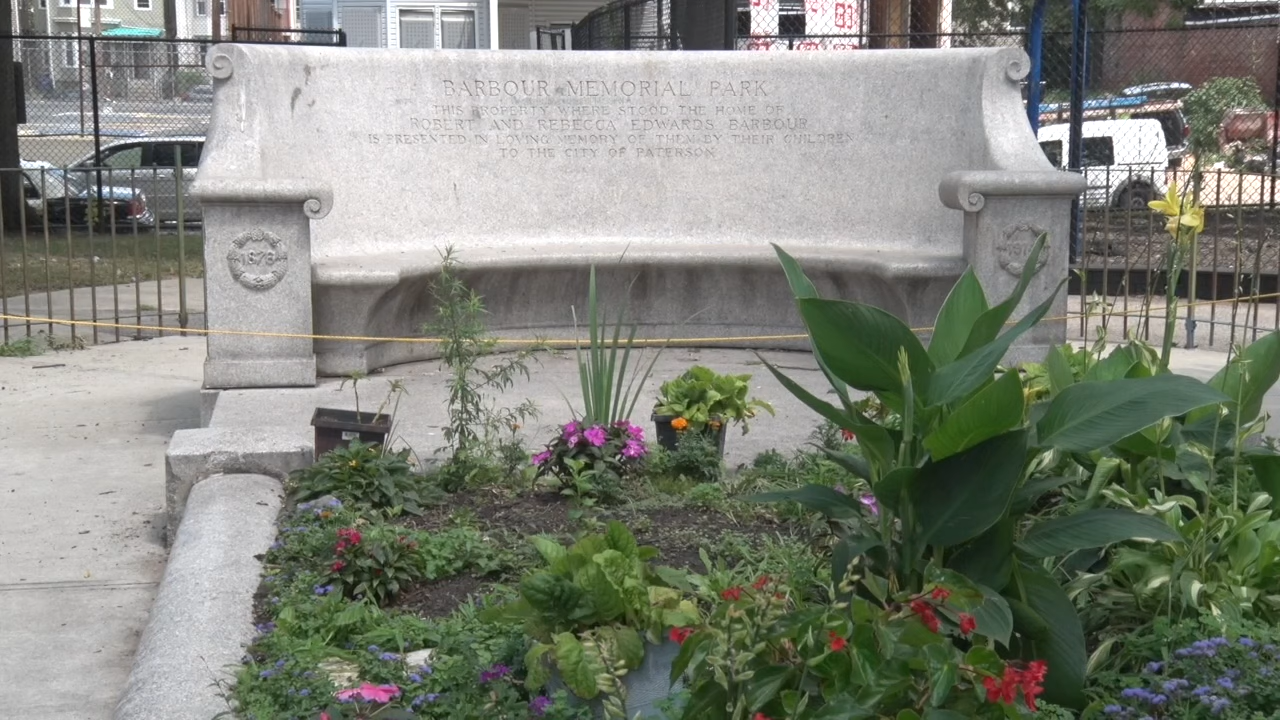 BARBOUR MEMORIAL PARK
THIS PROPERTY WHERE STOOD THE HOME OF
ROBERT AND REBECCA EDWARDS BARBOUR
IS PRESENTED IN LOVING MEMORY OF THEM BY THEIR CHILDREN
TO THE CITY OF PATERSON
1878